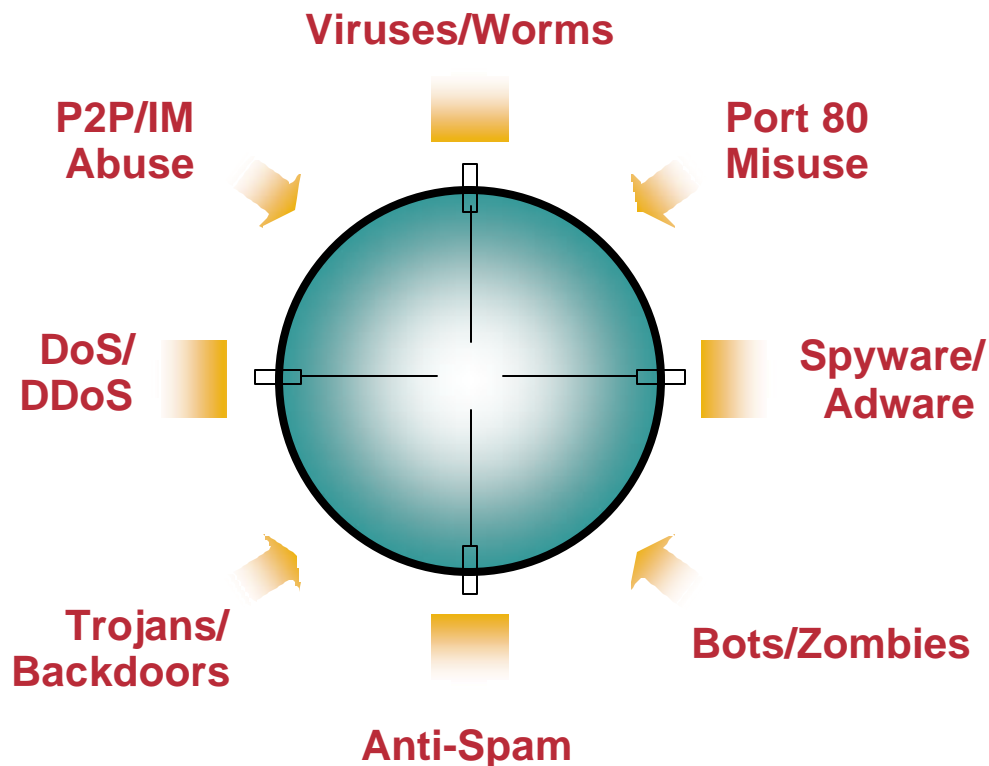 Viruses/Worms
P2P/IM
Abuse
Port 80
Misuse
DoS/
DDoS
Spyware/
Adware
Trojans/
Backdoors
Bots/Zombies
Anti-Spam